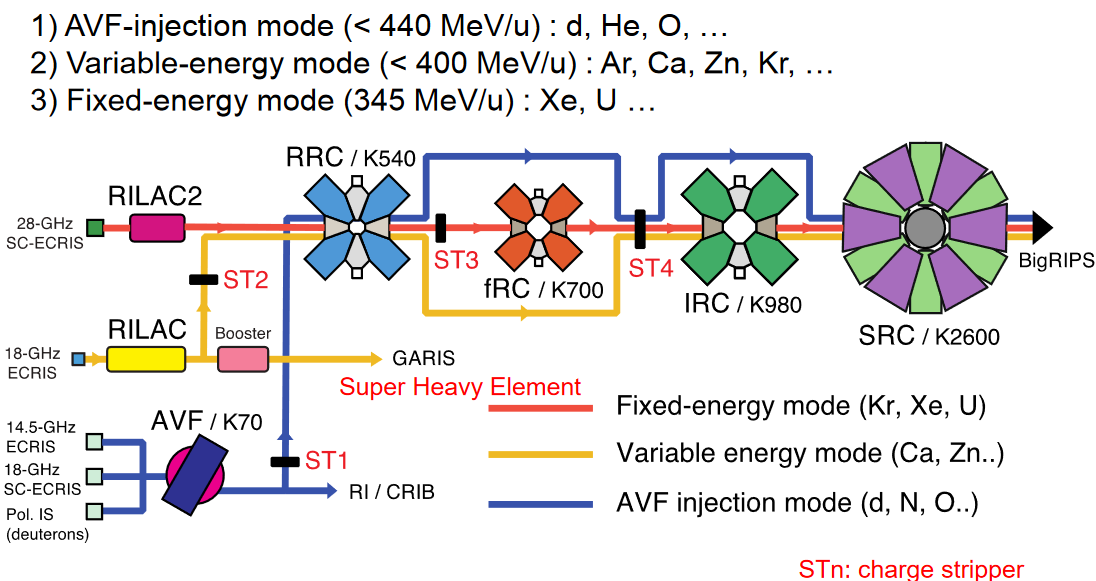 1) AVF-injection mode (< 440 MeV/u) : d, He, O, …
2) Variable-energy mode (< 400 MeV/u) : Ar, Ca, Zn, Kr, …
3) Fixed-energy mode (345 MeV/u) : Xe, U …
RRC / K540
RILAC2
28-GHz
SC-ECRIS
ST3
fRC / K700
ST4
IRC / K980
SRC / K2600
BigRIPS
ST2
RILAC
Booster
18-GHz
ECRIS
GARIS
Super Heavy Element
AVF / K70
14.5-GHz
ECRIS
18-GHz
SC-ECRIS
Pol. IS
(deuterons)
ST1
RI / CRIB
Fixed-energy mode (Kr, Xe, U)
Variable energy mode (Ca, Zn..)
AVF injection mode (d, N, O..)
STn: charge stripper